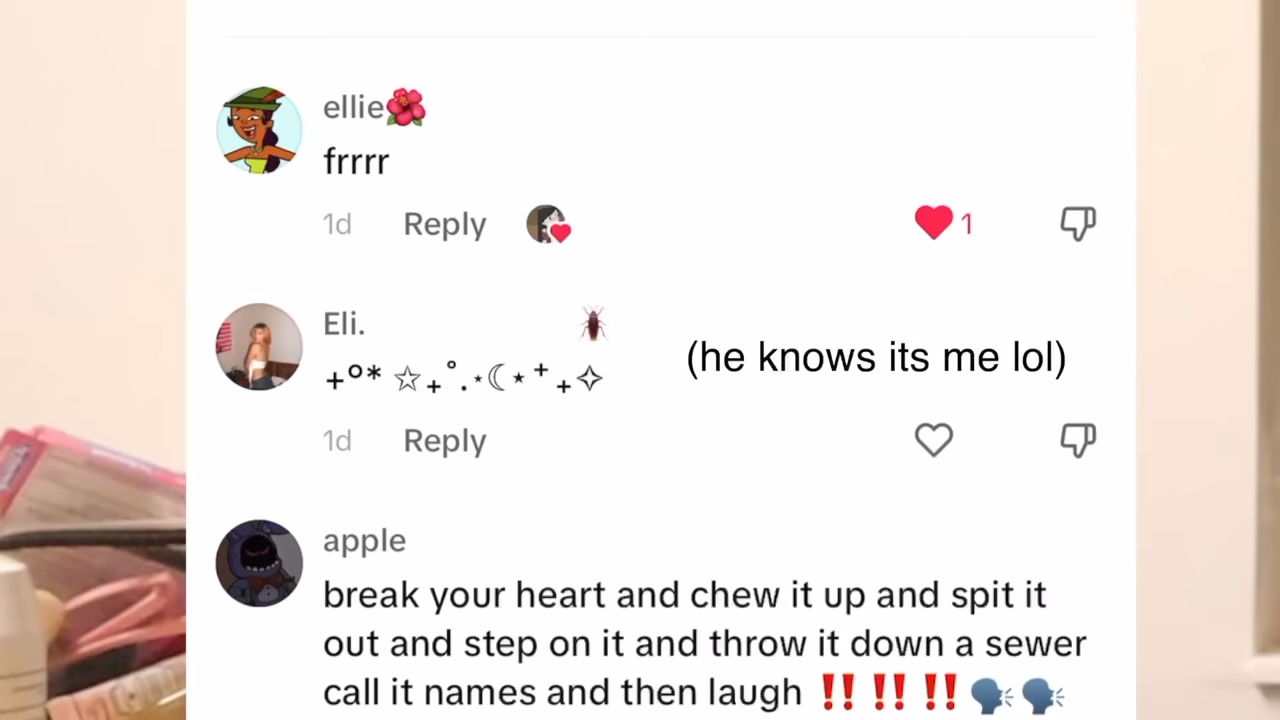 ellie🌺
frrrr
1d Reply 1
Eli. 🪳
+°* ☆₊˚.⋆☾⋆⁺₊✧
(he knows its me lol)
1d Reply
apple
break your heart and chew it up and spit it
out and step on it and throw it down a sewer
call it names and then laugh ‼️‼️‼️🗣️🗣️